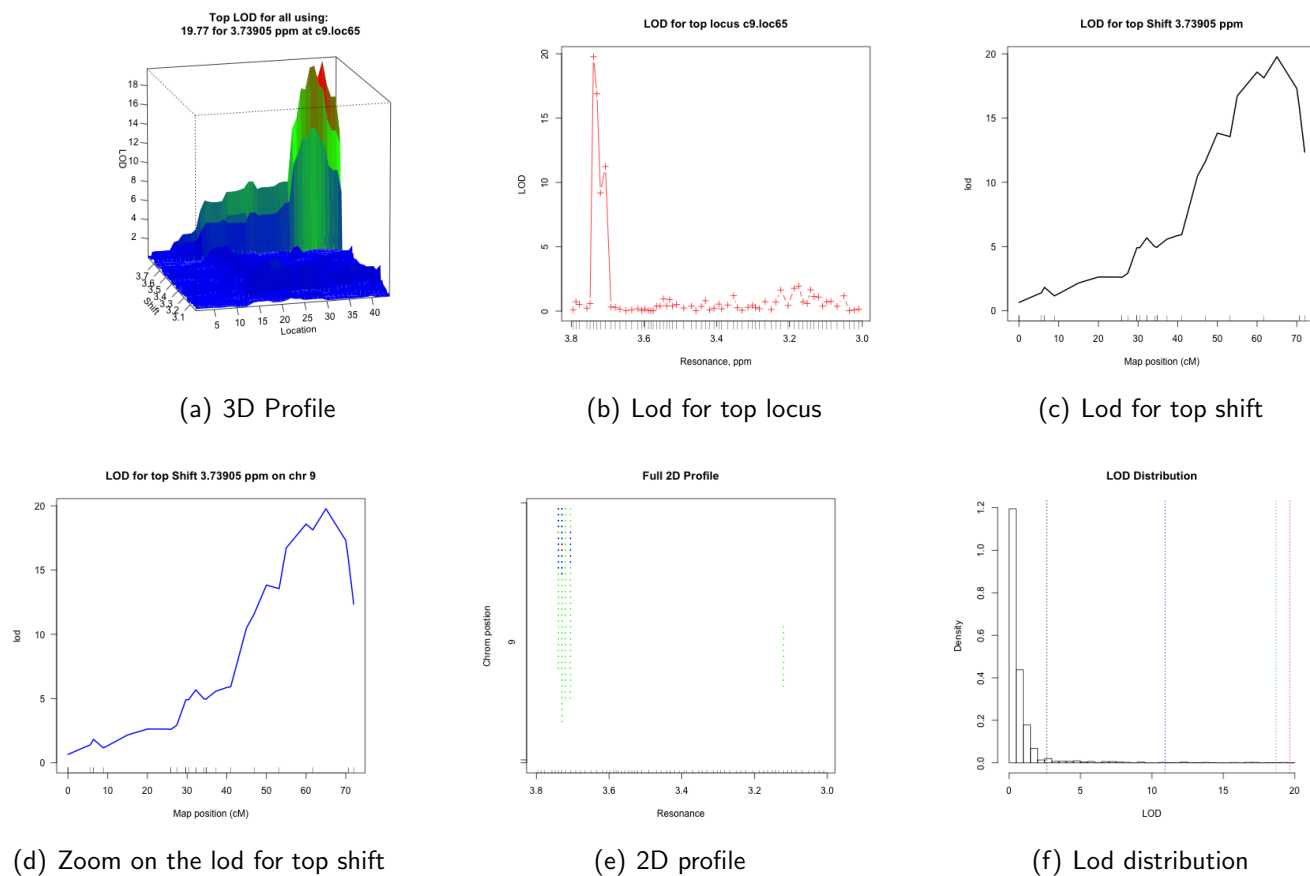 Top LOD for all using:
19.77 for 3.73905 ppm at c9.loc65
18
16
14
12
10
8
6
4
2
LOD
3.7
3.6
3.5
3.4
3.3
3.2
3.1
Shift
5 10 15 20 25 30 35 40
Location
(a) 3D Profile
LOD for top locus c9.loc65
20
15
10
5
0
LOD
3.8 3.6 3.4 3.2 3.0
Resonance, ppm
(b) Lod for top locus
LOD for top Shift 3.73905 ppm
20
15
10
5
0
lod
0 10 20 30 40 50 60 70
Map position (cM)
(c) Lod for top shift
LOD for top Shift 3.73905 ppm on chr 9
20
15
10
5
0
lod
0 10 20 30 40 50 60 70
Map position (cM)
(d) Zoom on the lod for top shift
Full 2D Profile
Chrom postion
9
3.8 3.6 3.4 3.2 3.0
Resonance
(e) 2D profile
LOD Distribution
1.2
1.0
0.8
0.6
0.4
0.2
0.0
Density
0 5 10 15 20
LOD
(f) Lod distribution